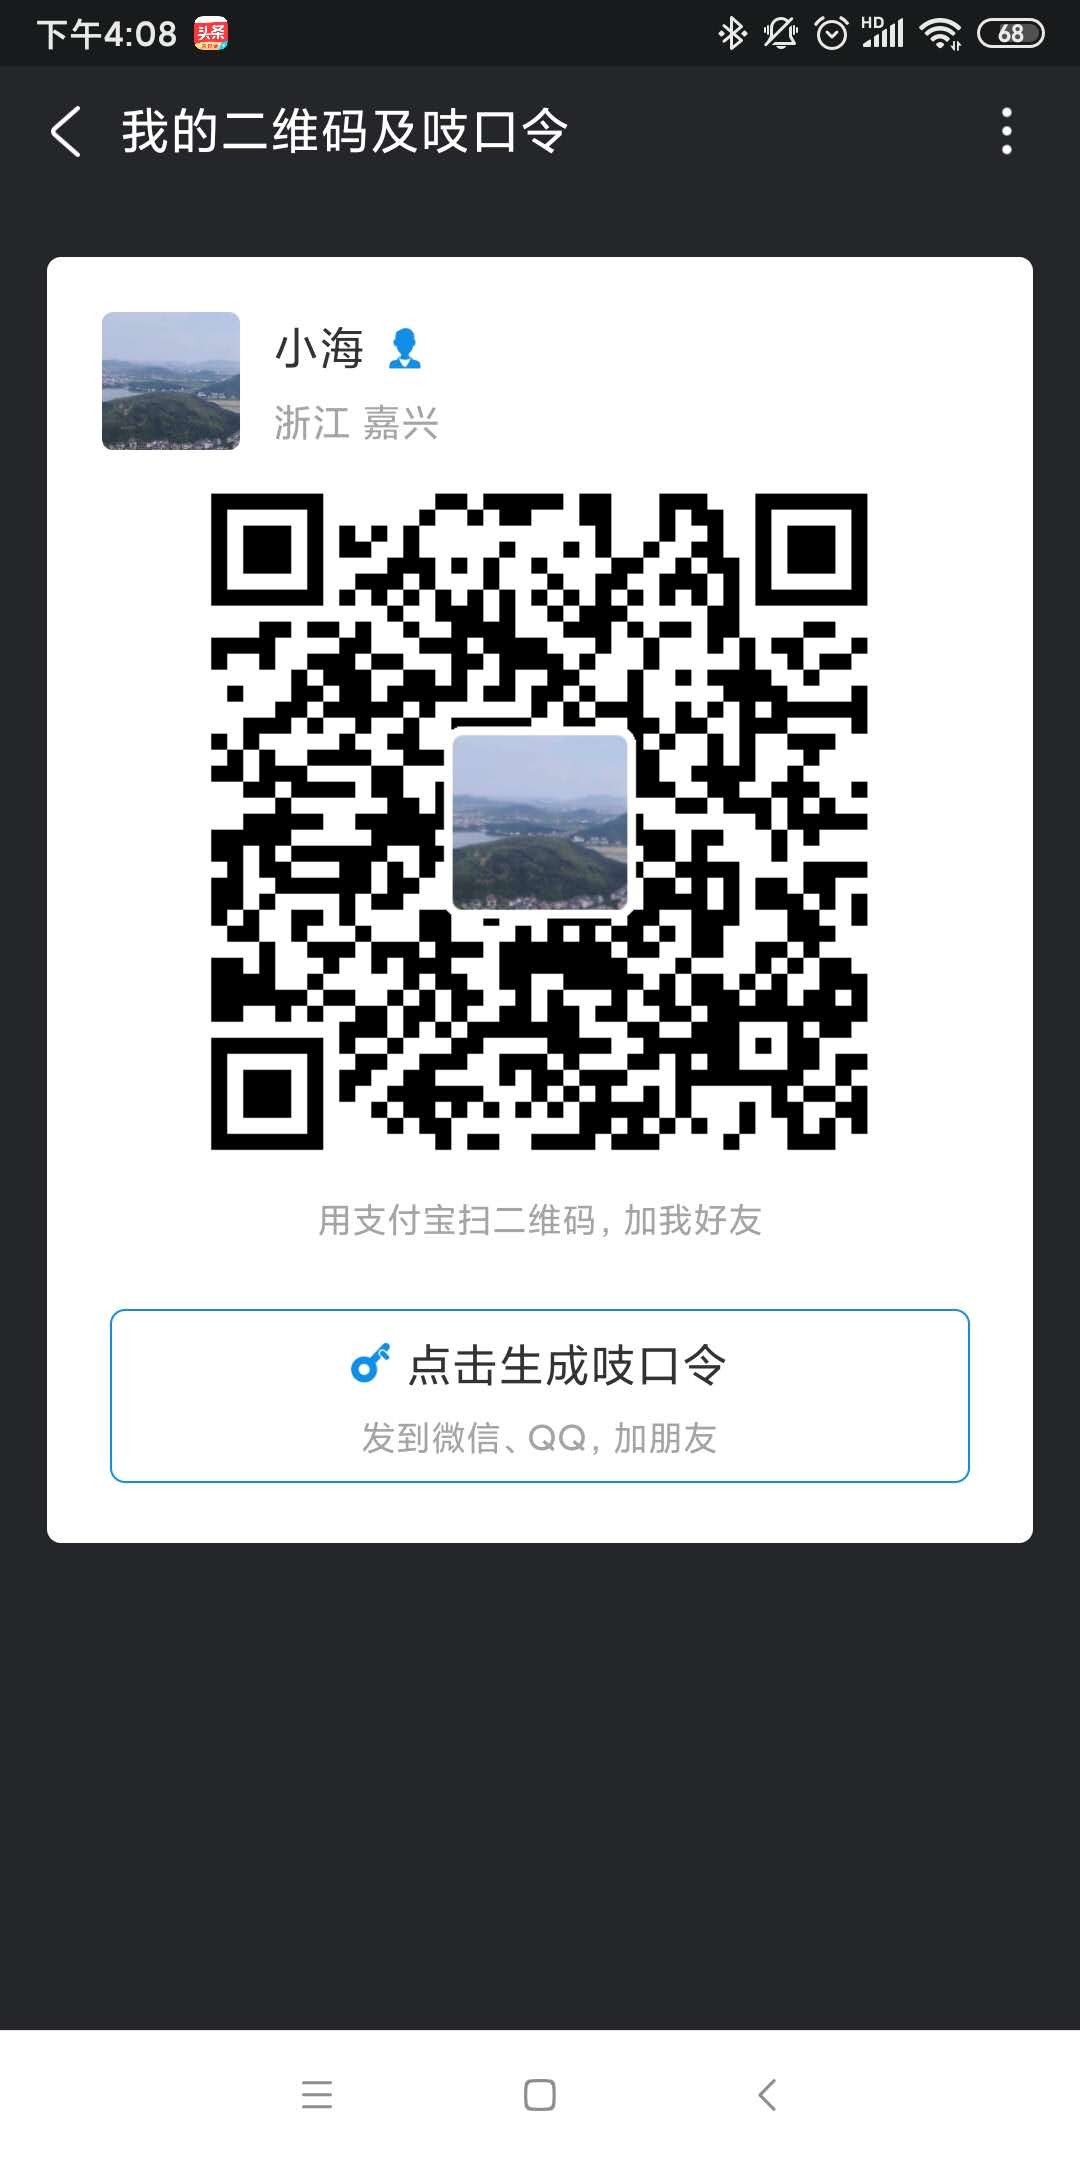 下午4:08 头条 HD 68
我的二维码及吱口令
小海
浙江 嘉兴
用支付宝扫二维码，加我好友
点击生成吱口令
发到微信、QQ，加朋友